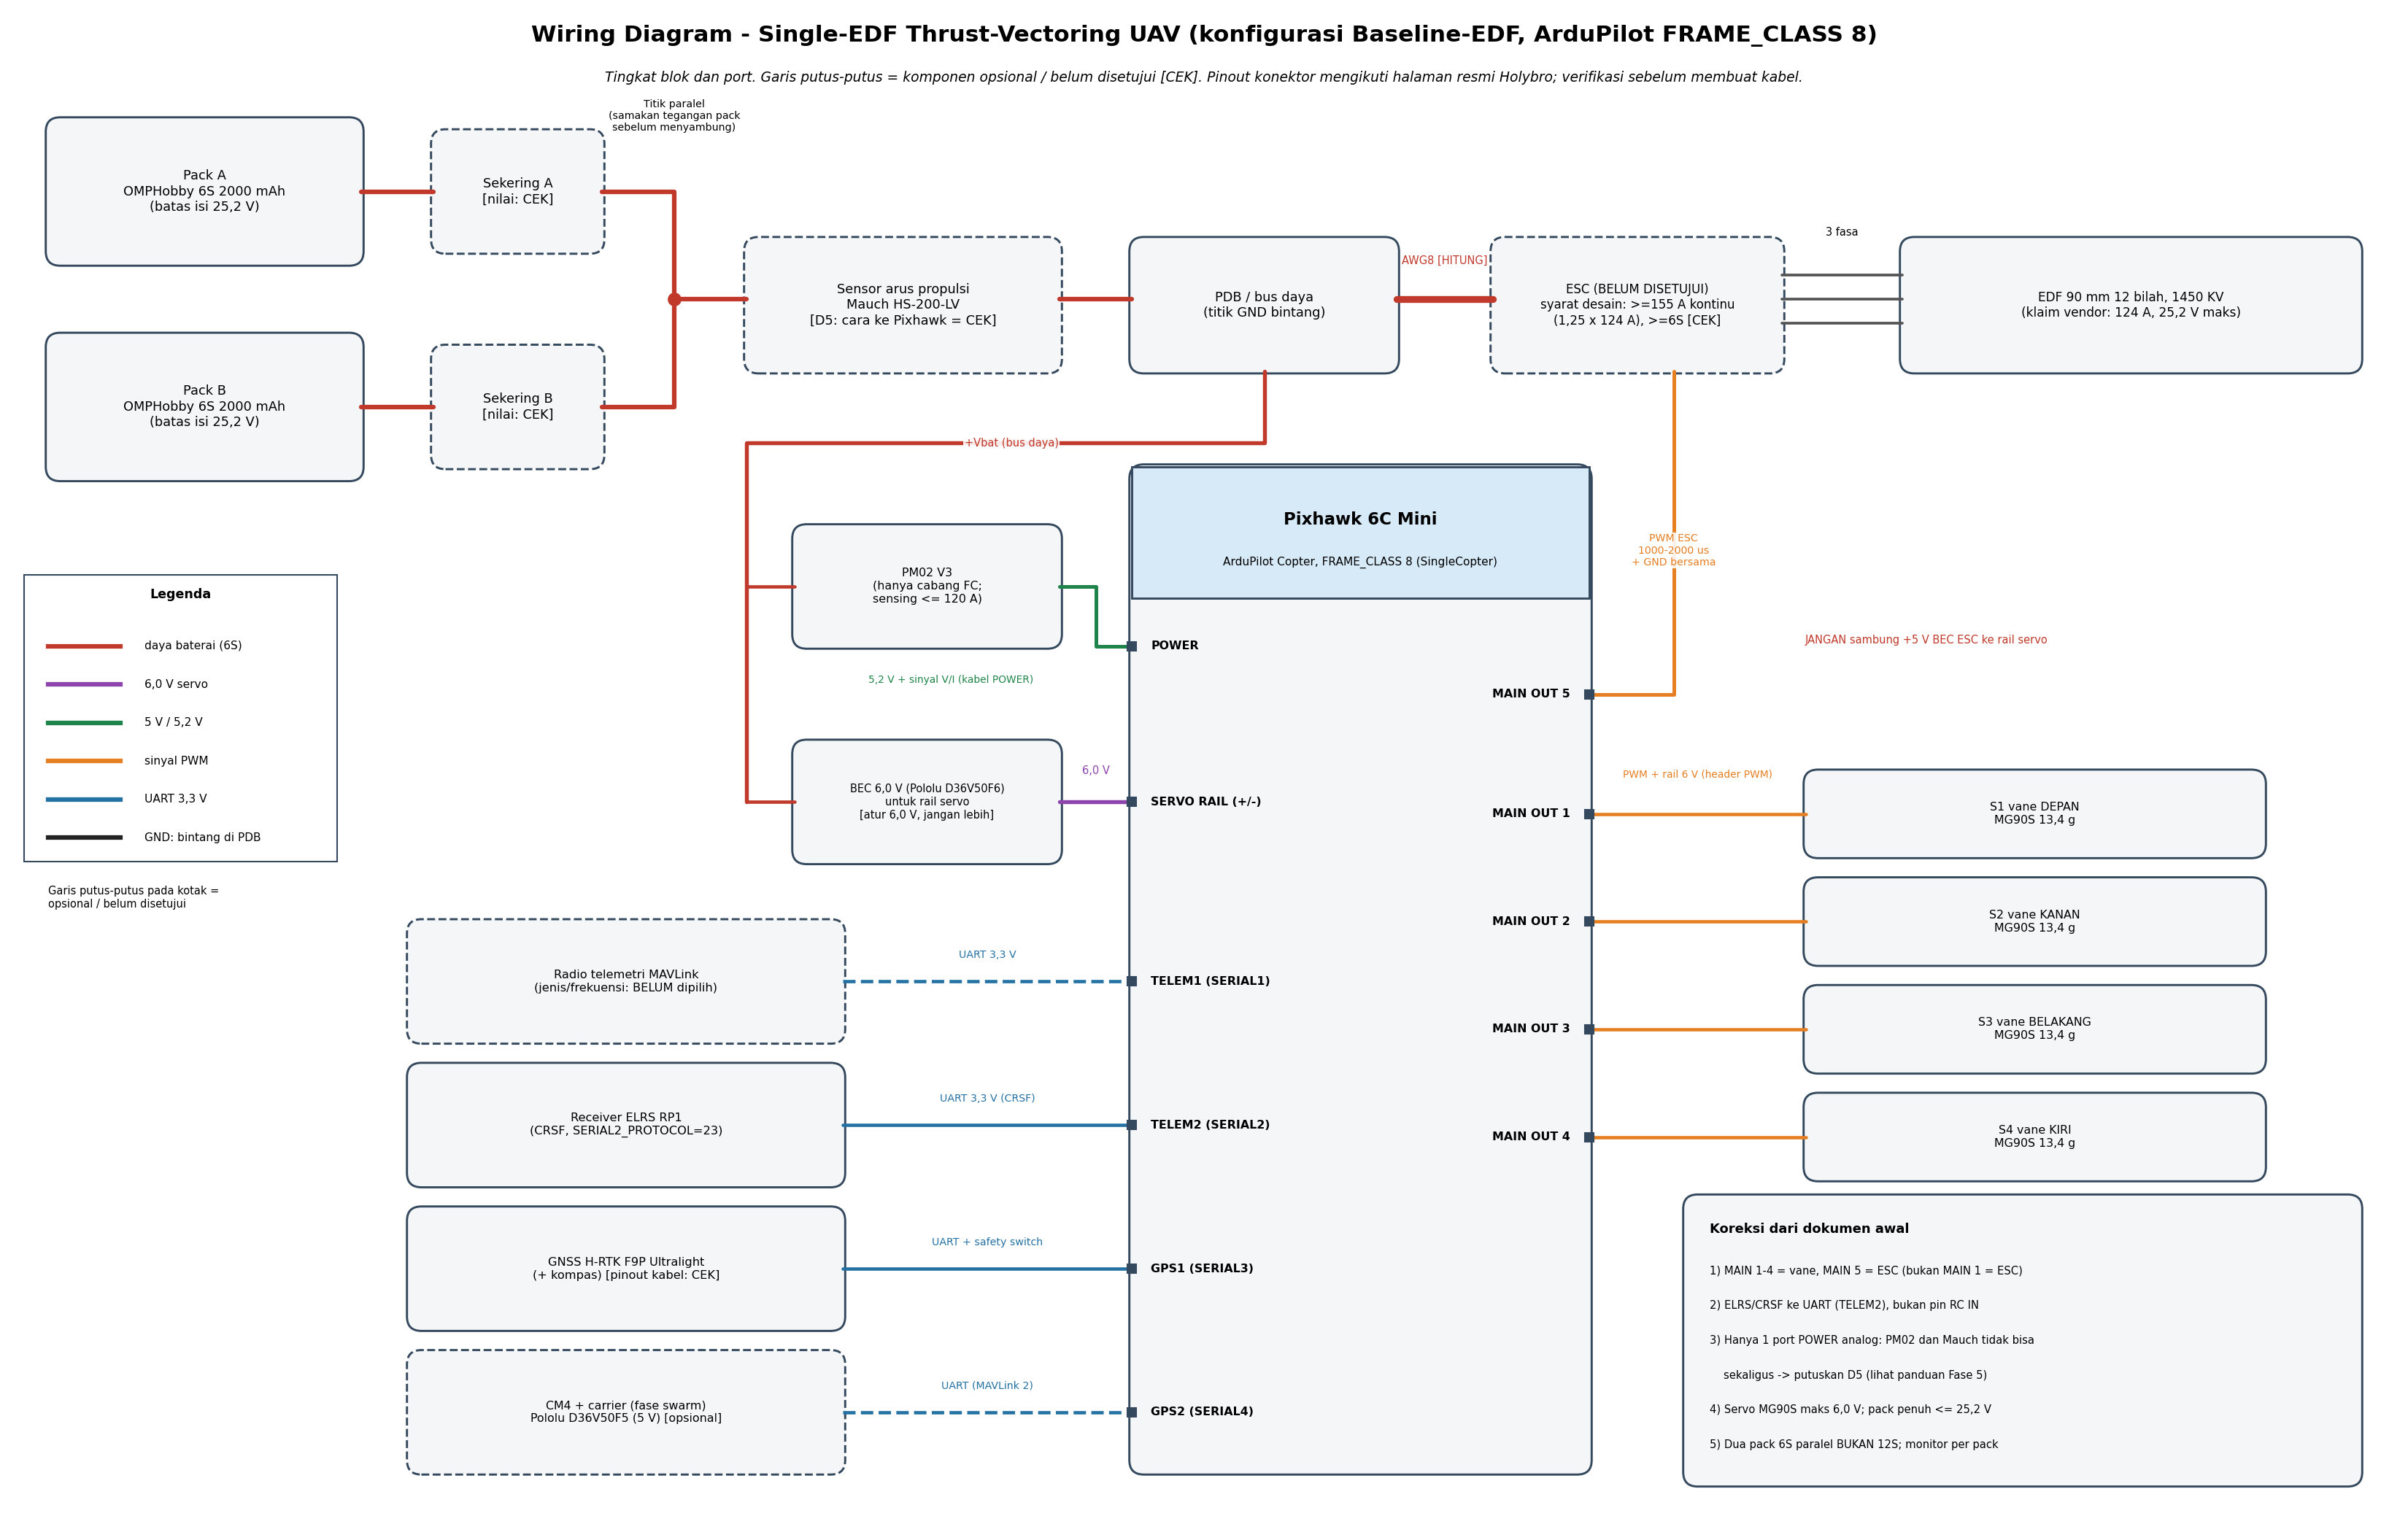 Wiring Diagram - Single-EDF Thrust-Vectoring UAV (konfigurasi Baseline-EDF, ArduPilot FRAME_CLASS 8)
Tingkat blok dan port. Garis putus-putus = komponen opsional / belum disetujui [CEK]. Pinout konektor mengikuti halaman resmi Holybro; verifikasi sebelum membuat kabel.
Titik paralel
(samakan tegangan pack
sebelum menyambung)
Pack A
OMPHobby 6S 2000 mAh
(batas isi 25,2 V)
Sekering A
[nilai: CEK]
Pack B
OMPHobby 6S 2000 mAh
(batas isi 25,2 V)
Sekering B
[nilai: CEK]
Sensor arus propulsi
Mauch HS-200-LV
[D5: cara ke Pixhawk = CEK]
PDB / bus daya
(titik GND bintang)
AWG8 [HITUNG]
ESC (BELUM DISETUJUI)
syarat desain: >=155 A kontinu
(1,25 x 124 A), >=6S [CEK]
3 fasa
EDF 90 mm 12 bilah, 1450 KV
(klaim vendor: 124 A, 25,2 V maks)
+Vbat (bus daya)
Pixhawk 6C Mini
ArduPilot Copter, FRAME_CLASS 8 (SingleCopter)
PWM ESC
1000-2000 us
+ GND bersama
JANGAN sambung +5 V BEC ESC ke rail servo
PM02 V3
(hanya cabang FC;
sensing <= 120 A)
5,2 V + sinyal V/I (kabel POWER)
POWER
BEC 6,0 V (Pololu D36V50F6)
untuk rail servo
[atur 6,0 V, jangan lebih]
6,0 V
SERVO RAIL (+/-)
Legenda
daya baterai (6S)
6,0 V servo
5 V / 5,2 V
sinyal PWM
UART 3,3 V
GND: bintang di PDB
Garis putus-putus pada kotak =
opsional / belum disetujui
Radio telemetri MAVLink
(jenis/frekuensi: BELUM dipilih)
UART 3,3 V
TELEM1 (SERIAL1)
Receiver ELRS RP1
(CRSF, SERIAL2_PROTOCOL=23)
UART 3,3 V (CRSF)
TELEM2 (SERIAL2)
GNSS H-RTK F9P Ultralight
(+ kompas) [pinout kabel: CEK]
UART + safety switch
GPS1 (SERIAL3)
CM4 + carrier (fase swarm)
Pololu D36V50F5 (5 V) [opsional]
UART (MAVLink 2)
GPS2 (SERIAL4)
MAIN OUT 5
PWM + rail 6 V (header PWM)
MAIN OUT 1
S1 vane DEPAN
MG90S 13,4 g
MAIN OUT 2
S2 vane KANAN
MG90S 13,4 g
MAIN OUT 3
S3 vane BELAKANG
MG90S 13,4 g
MAIN OUT 4
S4 vane KIRI
MG90S 13,4 g
Koreksi dari dokumen awal
1) MAIN 1-4 = vane, MAIN 5 = ESC (bukan MAIN 1 = ESC)
2) ELRS/CRSF ke UART (TELEM2), bukan pin RC IN
3) Hanya 1 port POWER analog: PM02 dan Mauch tidak bisa
sekaligus -> putuskan D5 (lihat panduan Fase 5)
4) Servo MG90S maks 6,0 V; pack penuh <= 25,2 V
5) Dua pack 6S paralel BUKAN 12S; monitor per pack